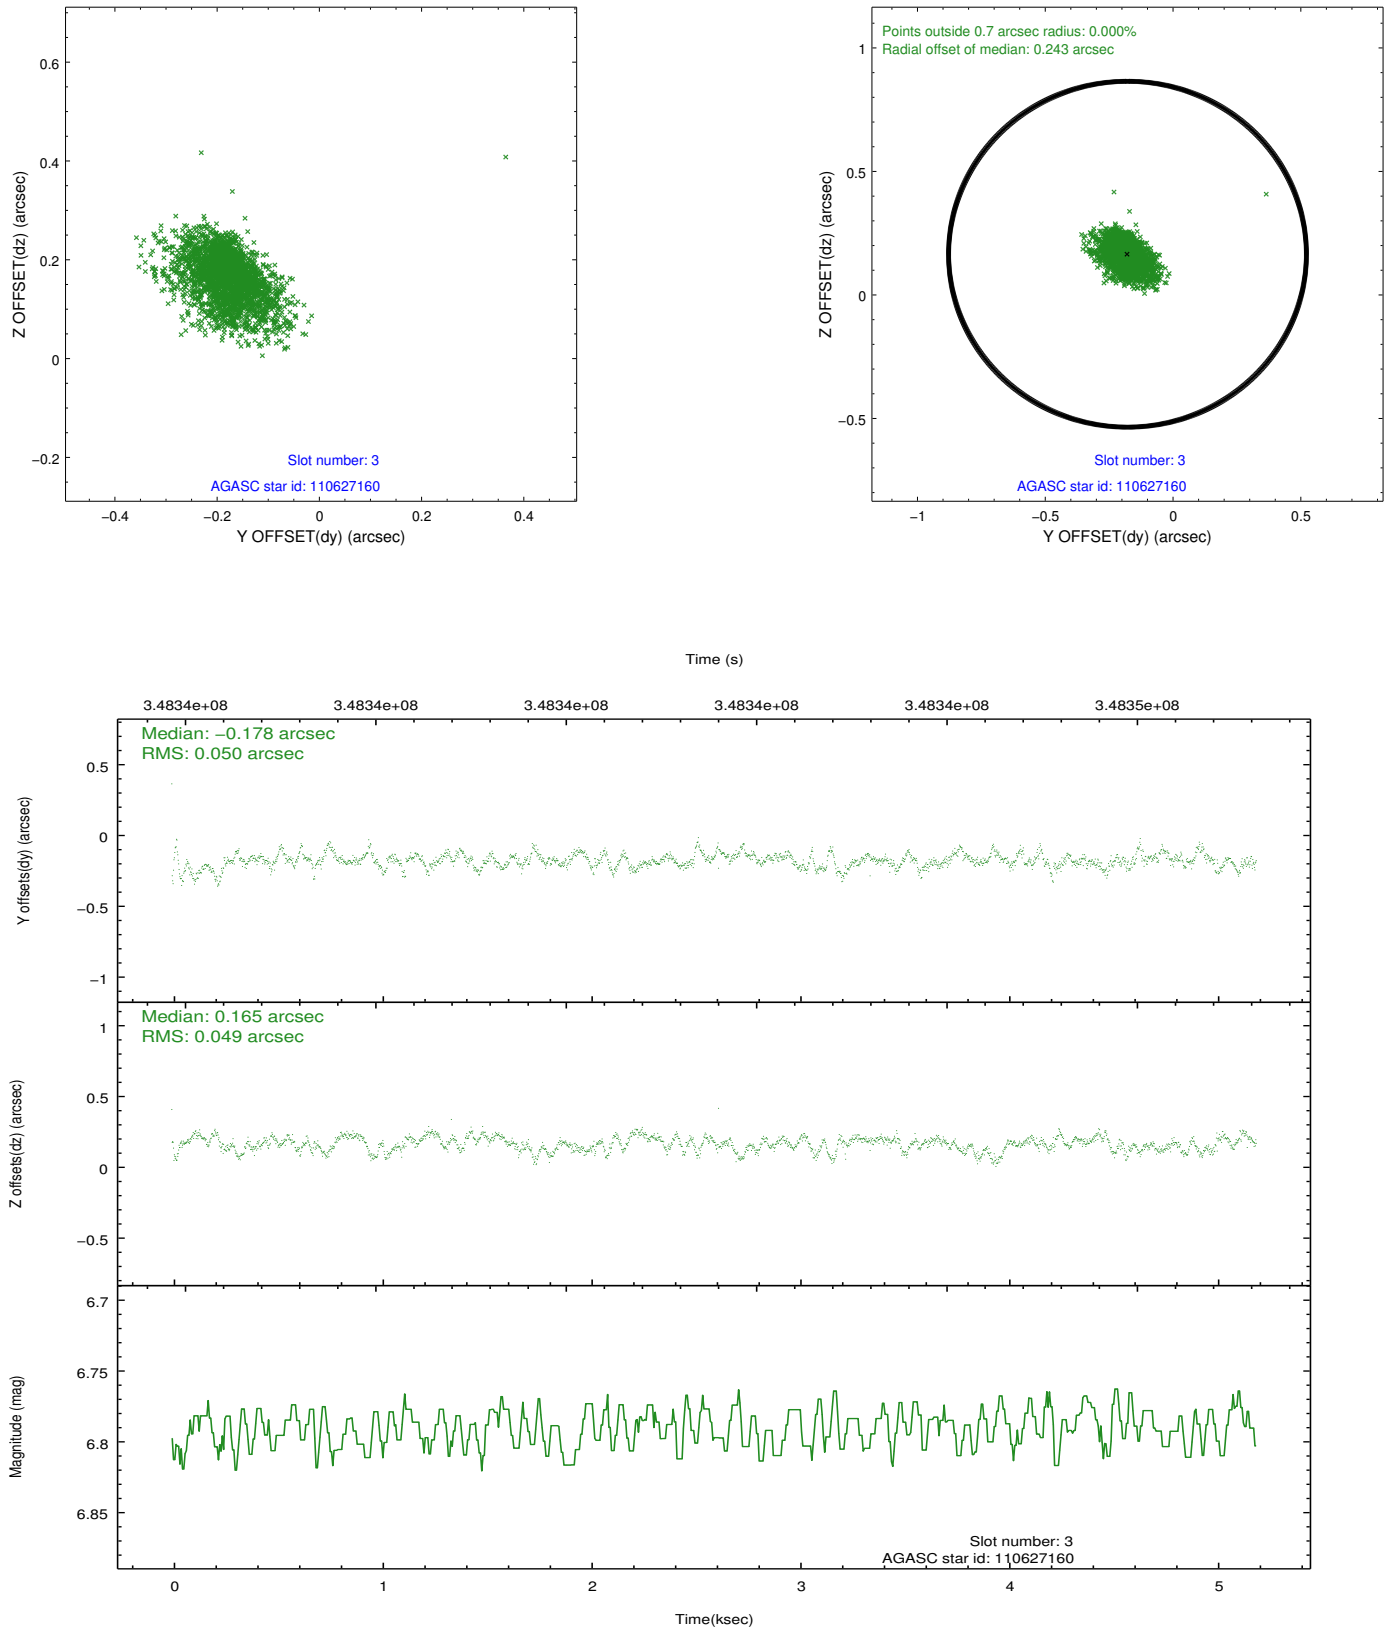 0.6
0.4
0.2
0
−0.2
Z OFFSET(dz) (arcsec)
Slot number: 3
AGASC star id: 110627160
−0.4 −0.2 0 0.2 0.4
Y OFFSET(dy) (arcsec)
Points outside 0.7 arcsec radius: 0.000%
Radial offset of median: 0.243 arcsec
1
0.5
0
−0.5
Z OFFSET(dz) (arcsec)
Slot number: 3
AGASC star id: 110627160
−1 −0.5 0 0.5
Y OFFSET(dy) (arcsec)
Time (s)
3.4834e+08 3.4834e+08 3.4834e+08 3.4834e+08 3.4834e+08 3.4835e+08
Median: −0.178 arcsec
RMS: 0.050 arcsec
0.5
0
−0.5
−1
Y offsets(dy) (arcsec)
Median: 0.165 arcsec
RMS: 0.049 arcsec
1
0.5
0
−0.5
Z offsets(dz) (arcsec)
6.7
6.75
6.8
6.85
Magnitude (mag)
Slot number: 3
AGASC star id: 110627160
0 1 2 3 4 5
Time(ksec)